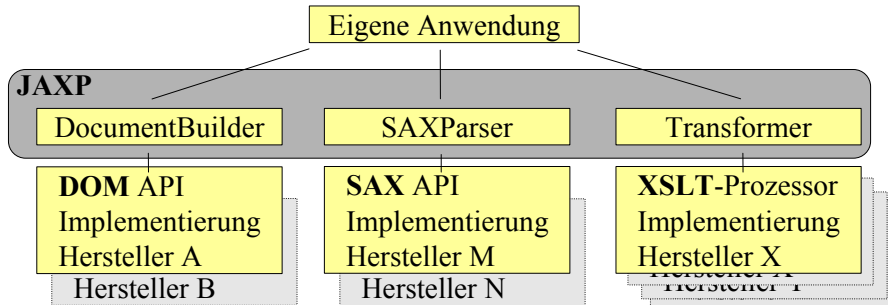 Eigene Anwendung
JAXP
DocumentBuilder
SAXParser
Transformer
DOM API
Implementierung
Hersteller A
Hersteller B
SAX API
Implementierung
Hersteller M
Hersteller N
XSLT-Prozessor
Implementierung
Hersteller X